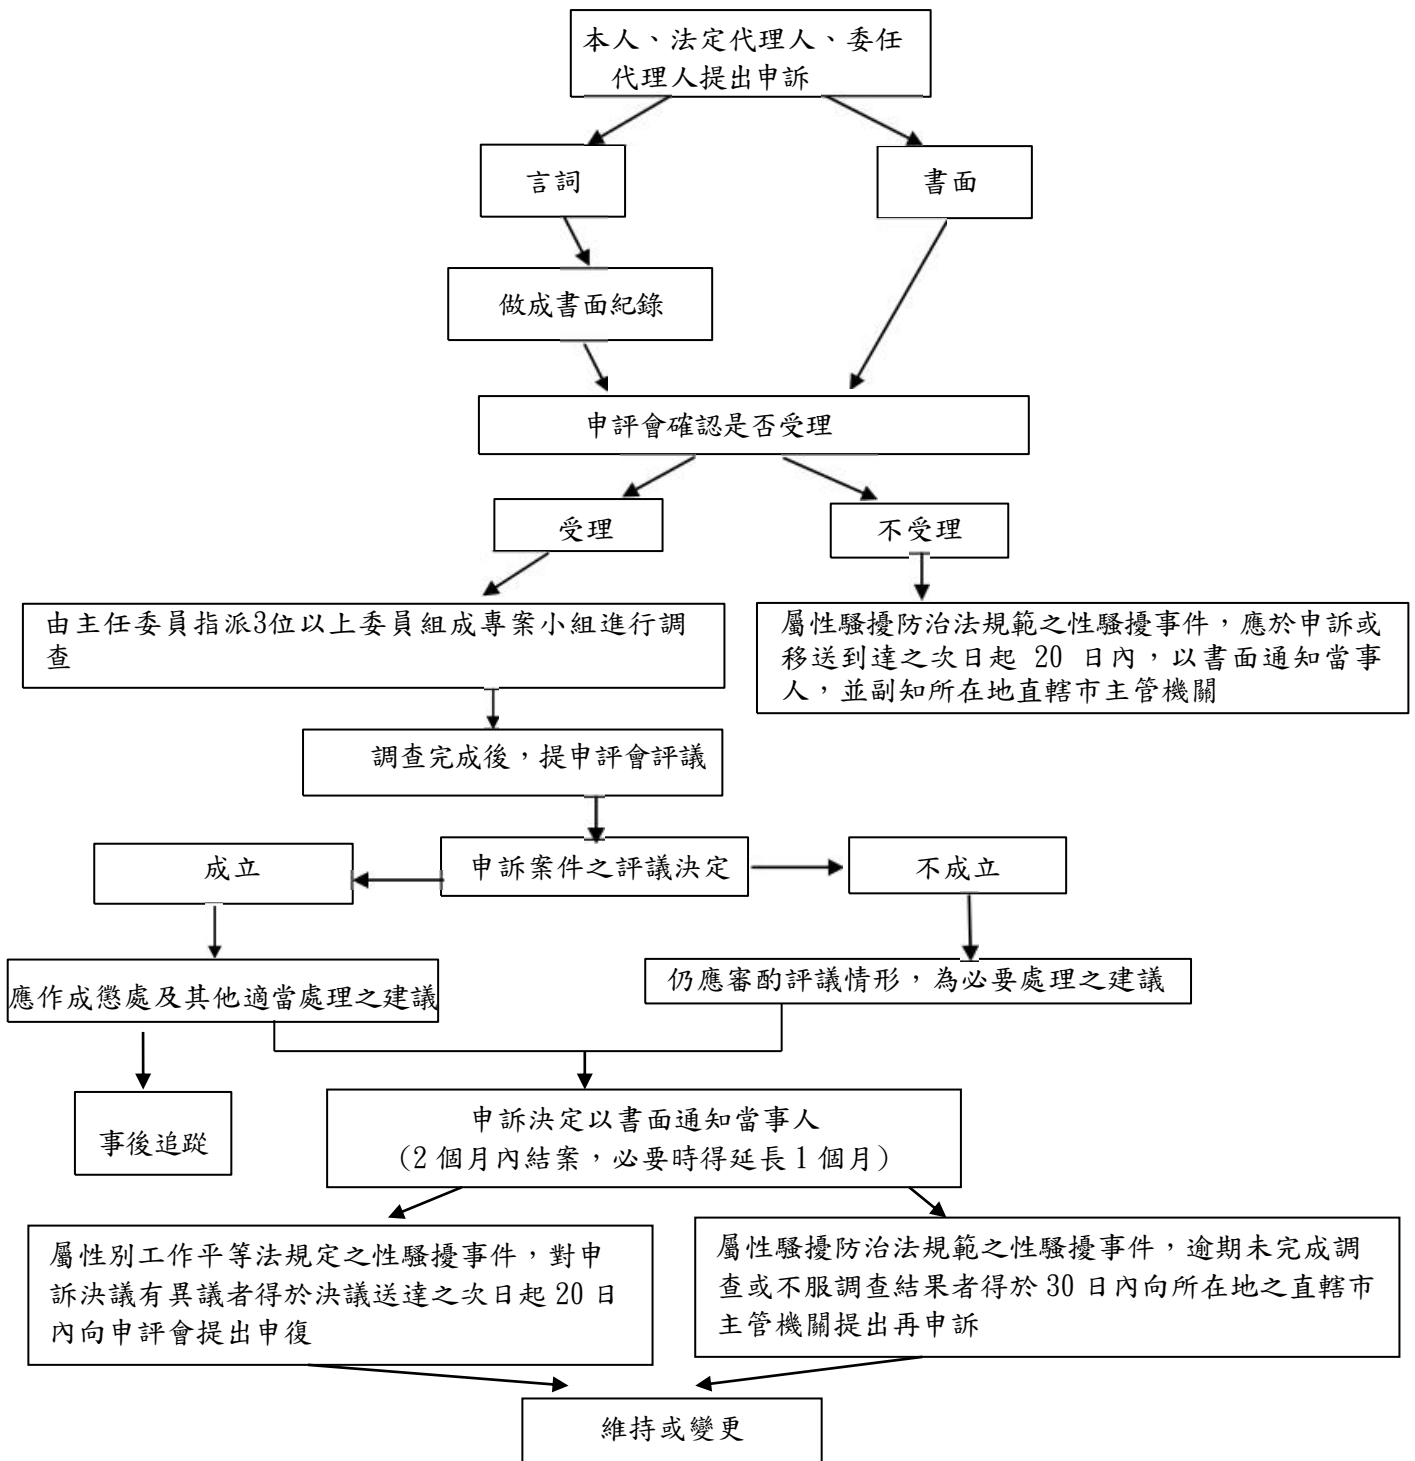 本人、法定代理人、委任
代理人提出申訴
言詞
書面
做成書面紀錄
申評會確認是否受理
受理
不受理
由主任委員指派3位以上委員組成專案小組進行調
查
屬性騷擾防治法規範之性騷擾事件，應於申訴或
移送到達之次日起 20 日內，以書面通知當事
人，並副知所在地直轄市主管機關
調查完成後，提申評會評議
成立
申訴案件之評議決定
不成立
應作成懲處及其他適當處理之建議
仍應審酌評議情形，為必要處理之建議
事後追蹤
申訴決定以書面通知當事人
(2 個月內結案，必要時得延長 1 個月)
屬性別工作平等法規定之性騷擾事件，對申
訴決議有異議者得於決議送達之次日起 20 日
內向申評會提出申復
屬性騷擾防治法規範之性騷擾事件，逾期未完成調
查或不服調查結果者得於 30 日內向所在地之直轄市
主管機關提出再申訴
維持或變更